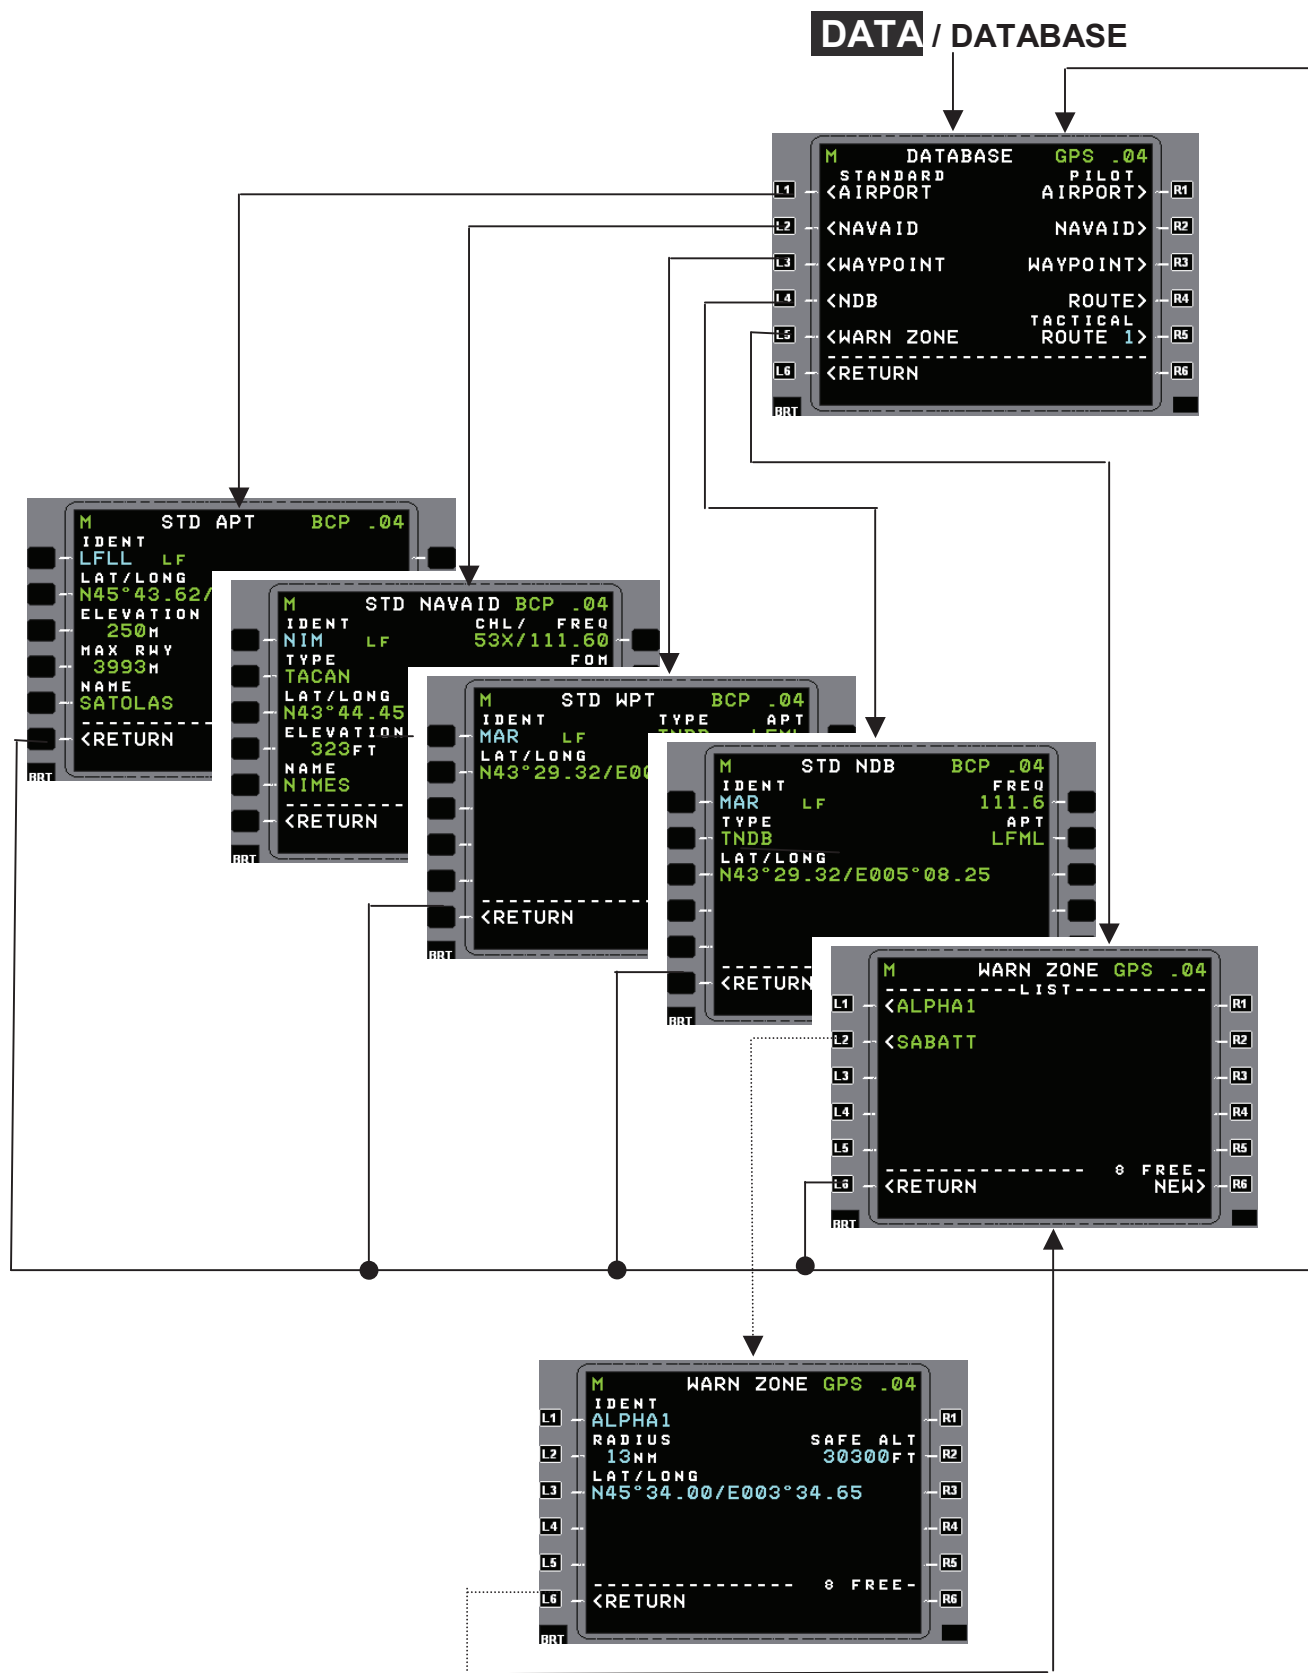 DATA / DATABASE
M DATABASE GPS .04
STANDARD PILOT
L1 <AIRPORT AIRPORT> R1
L2 <NAVAID NAVAID> R2
L3 <WAYPOINT WAYPOINT> R3
L4 <NDB ROUTE> R4
TACTICAL
L5 <WARN ZONE ROUTE 1> R5
L6 <RETURN R6
BRT
M STD APT BCP .04
IDENT
LFLL LF
LAT/LONG
N45°43.62/
ELEVATION
250M
MAX RWY
3993M
NAME
SATOLAS
<RETURN
BRT
M STD NAVAID BCP .04
IDENT CHL/ FREQ
NIM LF 53X/111.60
TYPE FOM
TACAN
LAT/LONG
N43°44.45
ELEVATION
323FT
NAME
NIMES
<RETURN
BRT
M STD WPT BCP .04
IDENT TYPE APT
MAR LF TNDB LFML
LAT/LONG
N43°29.32/E00
<RETURN
BRT
M STD NDB BCP .04
IDENT FREQ
MAR LF 111.6
TYPE APT
TNDB LFML
LAT/LONG
N43°29.32/E005°08.25
<RETURN
BRT
M WARN ZONE GPS .04
LIST
L1 <ALPHA1 R1
L2 <SABATT R2
L3 R3
L4 R4
L5 R5
8 FREE
L6 <RETURN NEW> R6
BRT
M WARN ZONE GPS .04
IDENT
L1 ALPHA1 R1
RADIUS SAFE ALT
L2 13NM 30300FT R2
LAT/LONG
L3 N45°34.00/E003°34.65 R3
L4 R4
L5 R5
8 FREE
L6 <RETURN R6
BRT